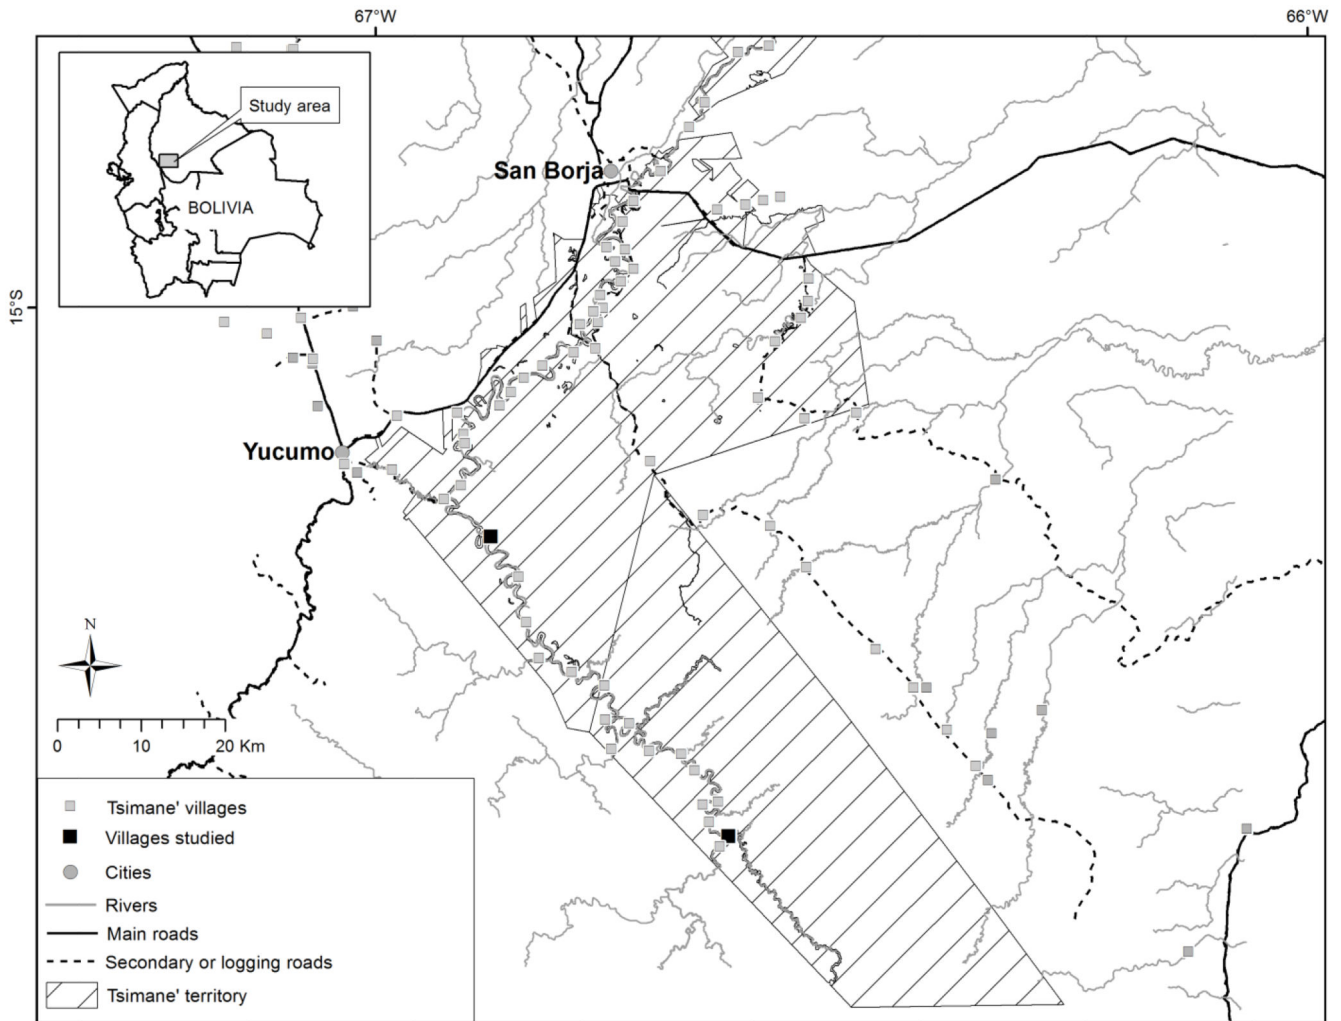 67°W
66°W
Study area
BOLIVIA
San Borja
15°S
Yucumo
N
0 10 20 Km
Tsimane' villages
Villages studied
Cities
Rivers
Main roads
Secondary or logging roads
Tsimane' territory